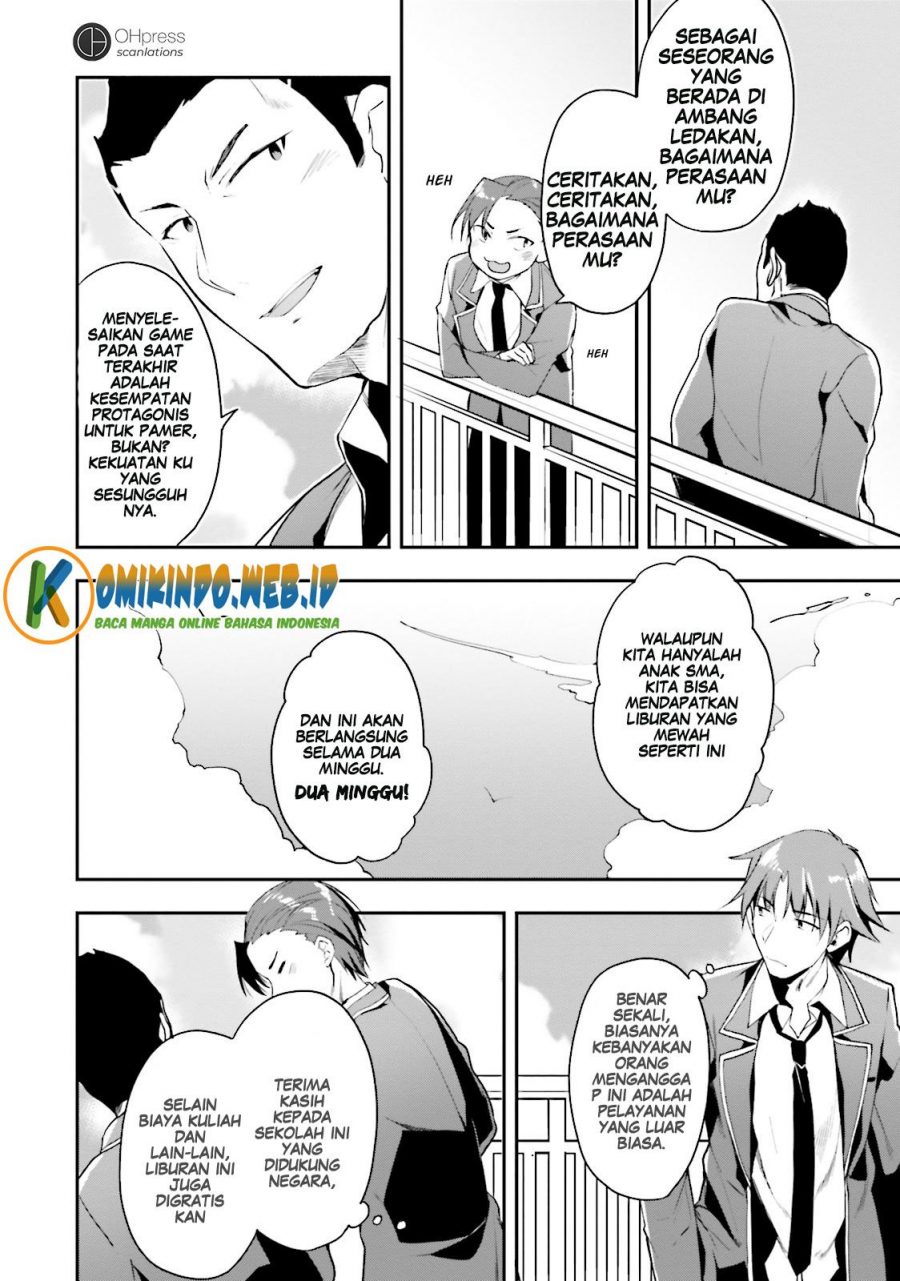 OHpress
scanlations
SEBAGAI
SESEORANG
YANG
BERADA DI
AMBANG
LEDAKAN,
BAGAIMANA
PERASAAN
MU?
CERITAKAN,
CERITAKAN,
BAGAIMANA
PERASAAN
MU?
HEH
HEH
MENYELE-
SAIKAN GAME
PADA SAAT
TERAKHIR
ADALAH
KESEMPATAN
PROTAGONIS
UNTUK PAMER,
BUKAN?
KEKUATAN KU
YANG
SESUNGGUH
NYA.
KOMIKINDO.WEB.ID
BACA MANGA ONLINE BAHASA INDONESIA
WALAUPUN
KITA HANYALAH
ANAK SMA,
KITA BISA
MENDAPATKAN
LIBURAN YANG
MEWAH
SEPERTI INI
DAN INI AKAN
BERLANGSUNG
SELAMA DUA
MINGGU.
DUA MINGGU!
BENAR
SEKALI,
BIASANYA
KEBANYAKAN
ORANG
MENGANGGA
P INI ADALAH
PELAYANAN
YANG LUAR
BIASA.
TERIMA
KASIH
KEPADA
SEKOLAH INI
YANG
DIDUKUNG
NEGARA,
SELAIN
BIAYA KULIAH
DAN
LAIN-LAIN,
LIBURAN INI
JUGA
DIGRATIS
KAN